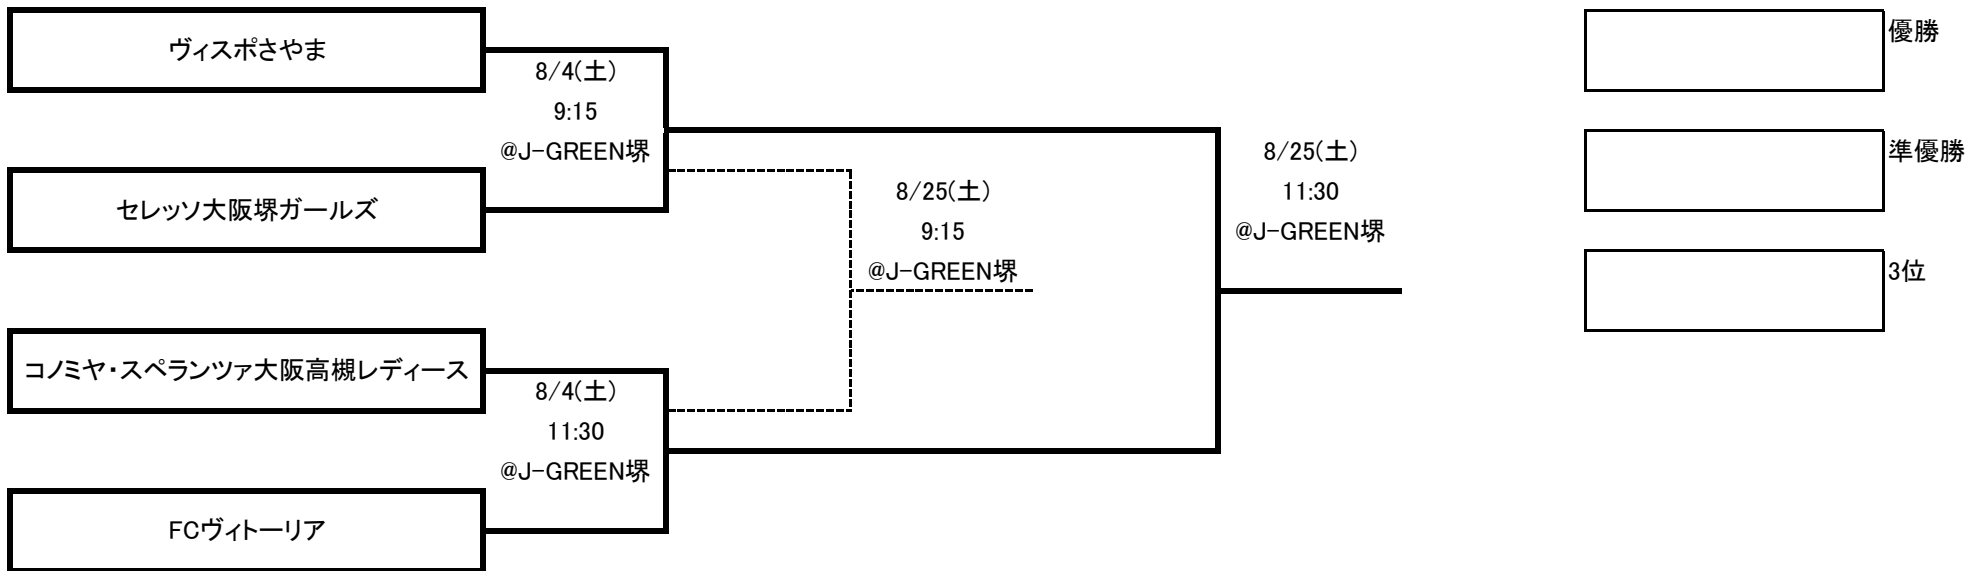 ヴィスポさやま
8/4(土)
9:15
@J-GREEN堺
セレッソ大阪堺ガールズ
コノミヤ・スペランツァ大阪高槻レディース
8/4(土)
11:30
@J-GREEN堺
FCヴィトーリア
8/25(土)
9:15
@J-GREEN堺
8/25(土)
11:30
@J-GREEN堺
優勝
準優勝
3位